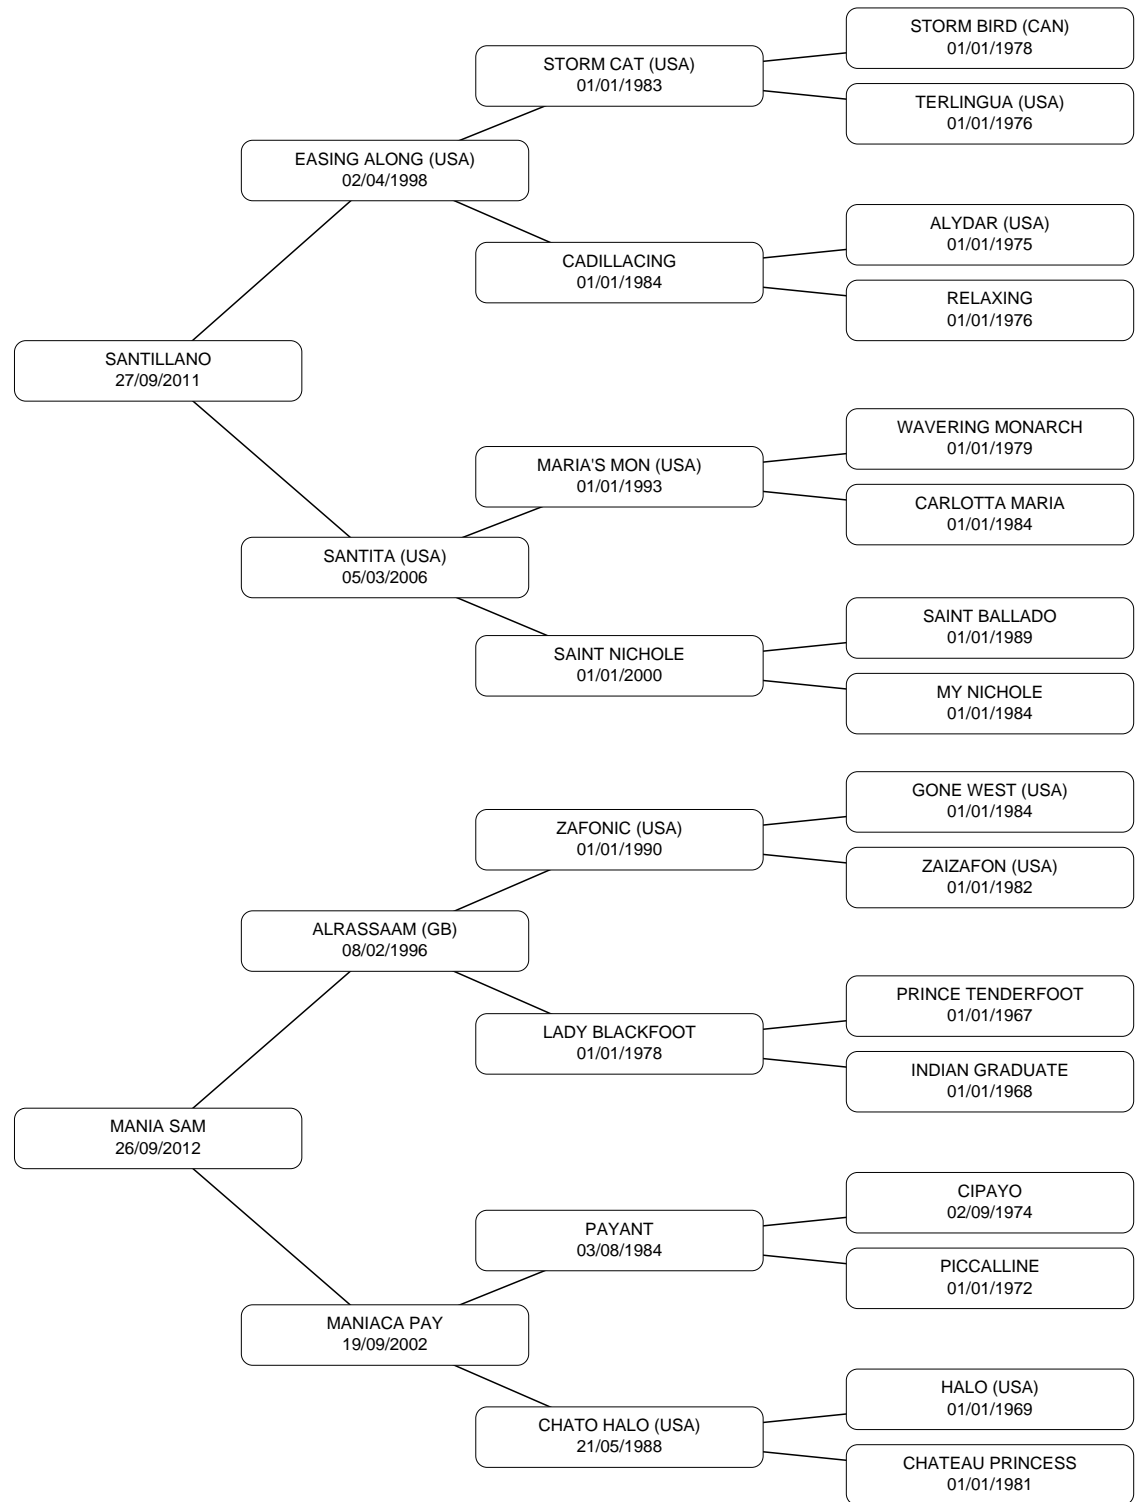 STORM BIRD (CAN)
01/01/1978
STORM CAT (USA)
01/01/1983
TERLINGUA (USA)
01/01/1976
EASING ALONG (USA)
02/04/1998
ALYDAR (USA)
01/01/1975
CADILLACING
01/01/1984
RELAXING
01/01/1976
SANTILLANO
27/09/2011
WAVERING MONARCH
01/01/1979
MARIA'S MON (USA)
01/01/1993
CARLOTTA MARIA
01/01/1984
SANTITA (USA)
05/03/2006
SAINT BALLADO
01/01/1989
SAINT NICHOLE
01/01/2000
MY NICHOLE
01/01/1984
GONE WEST (USA)
01/01/1984
ZAFONIC (USA)
01/01/1990
ZAIZAFON (USA)
01/01/1982
ALRASSAAM (GB)
08/02/1996
PRINCE TENDERFOOT
01/01/1967
LADY BLACKFOOT
01/01/1978
INDIAN GRADUATE
01/01/1968
MANIA SAM
26/09/2012
CIPAYO
02/09/1974
PAYANT
03/08/1984
PICCALLINE
01/01/1972
MANIACA PAY
19/09/2002
HALO (USA)
01/01/1969
CHATO HALO (USA)
21/05/1988
CHATEAU PRINCESS
01/01/1981